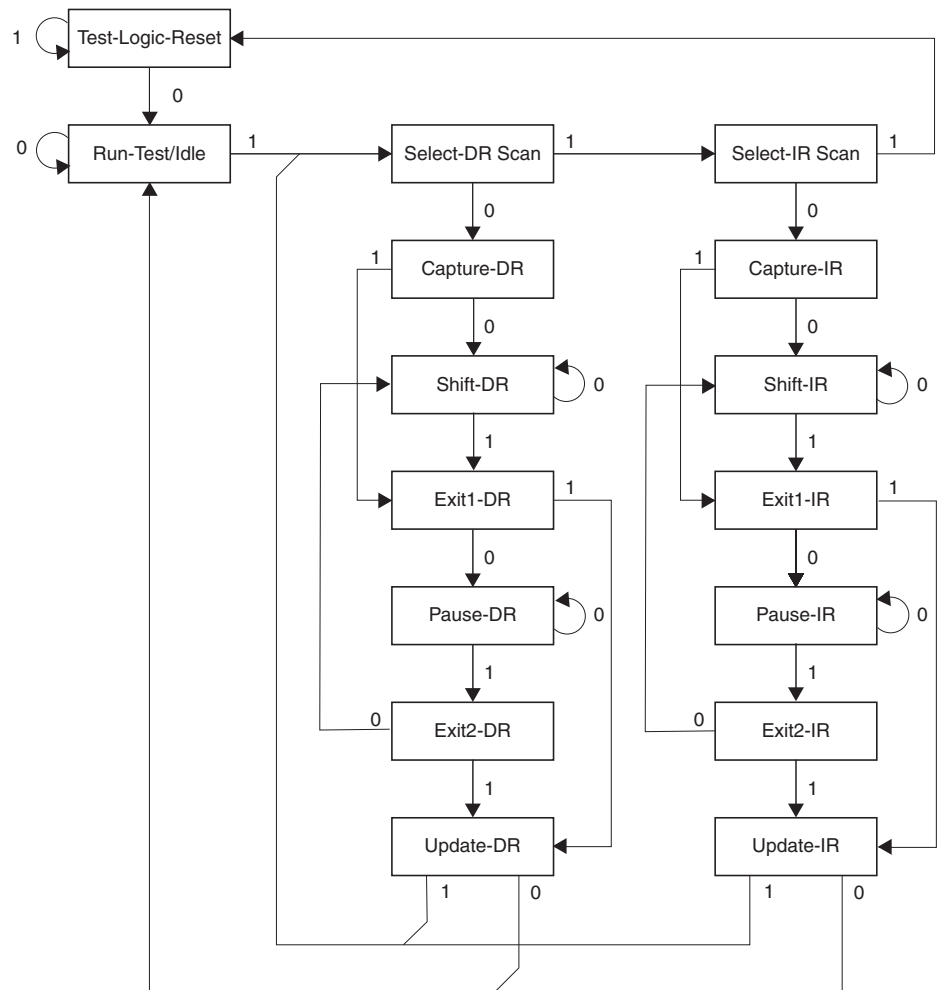 1 Test-Logic-Reset
0
0 Run-Test/Idle 1 Select-DR Scan 1 Select-IR Scan 1
0 0
1 Capture-DR 1 Capture-IR
0 0
Shift-DR 0 Shift-IR 0
1 1
Exit1-DR 1 Exit1-IR 1
0 0
Pause-DR 0 Pause-IR 0
1 1
0 Exit2-DR 0 Exit2-IR
1 1
Update-DR Update-IR
1 0 1 0